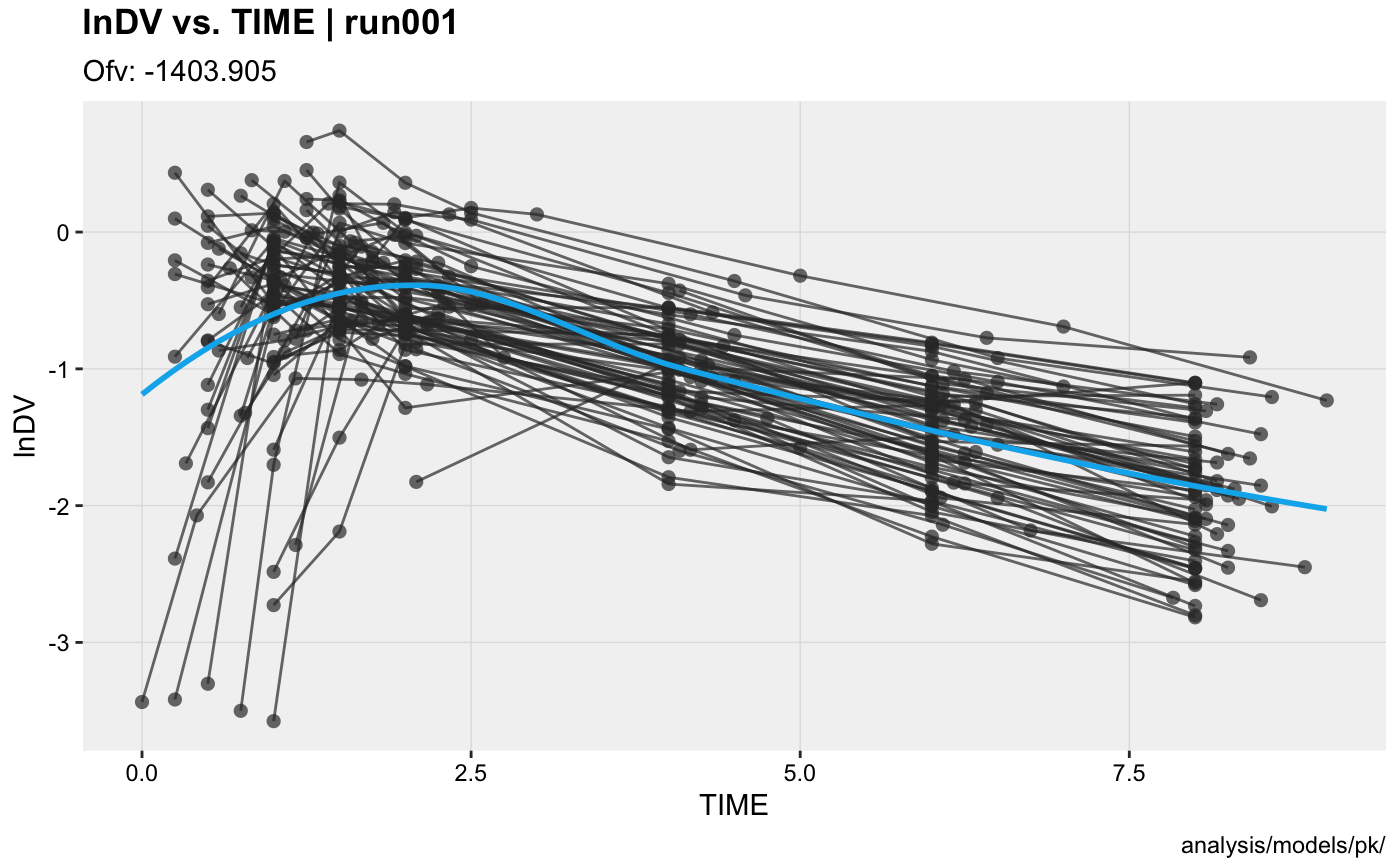 lnDV vs. TIME | run001
Ofv: -1403.905
0
-1
-2
-3
lnDV
0.0 2.5 5.0 7.5
TIME
analysis/models/pk/